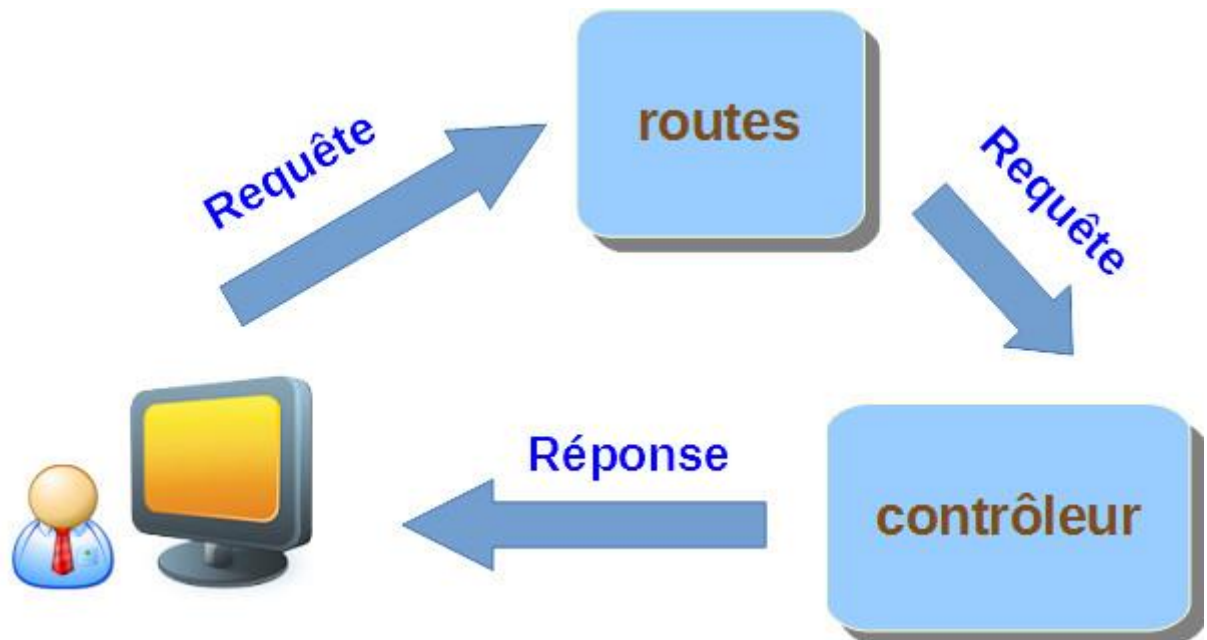 Requête
routes
Requête
Réponse
contrôleur